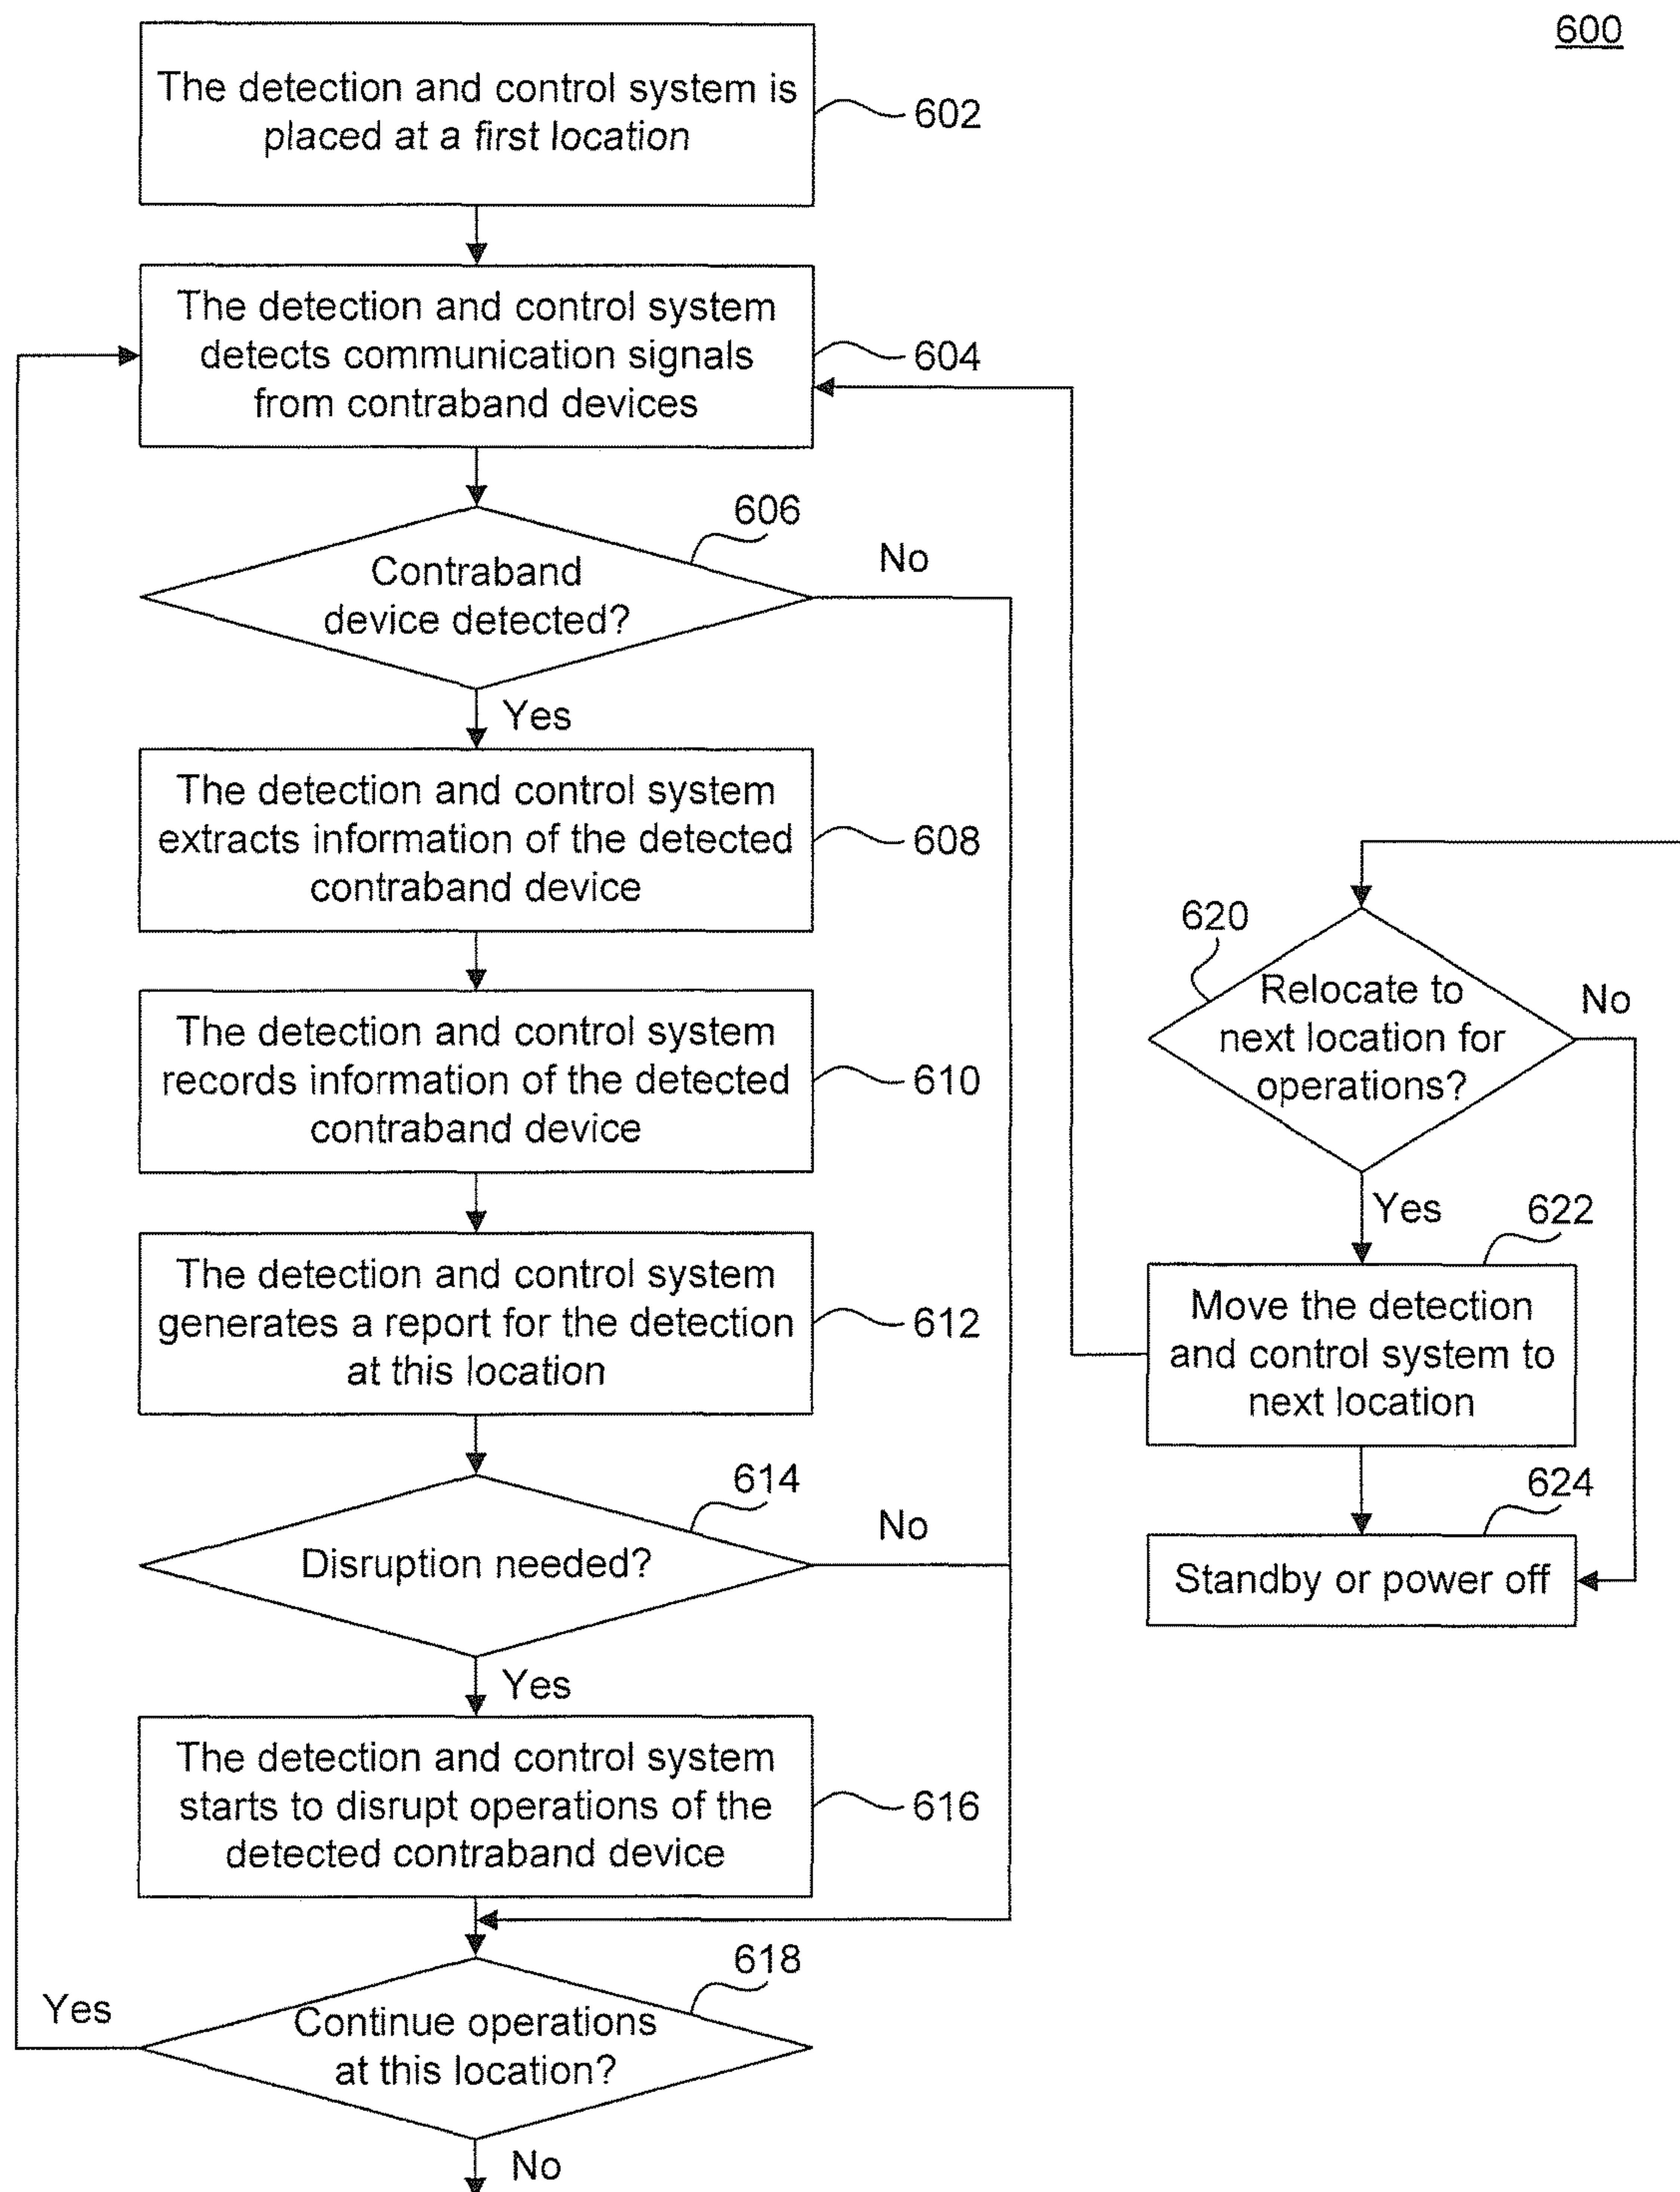 600
The detection and control system is
placed at a first location
602
The detection and control system
detects communication signals
from contraband devices
604
606
Contraband
device detected?
No
Yes
The detection and control system
extracts information of the detected
contraband device
608
The detection and control system
records information of the detected
contraband device
610
The detection and control system
generates a report for the detection
at this location
612
614
Disruption needed?
No
Yes
The detection and control system
starts to disrupt operations of the
detected contraband device
616
618
Continue operations
at this location?
Yes
No
620
Relocate to
next location for
operations?
No
Yes
622
Move the detection
and control system to
next location
624
Standby or power off